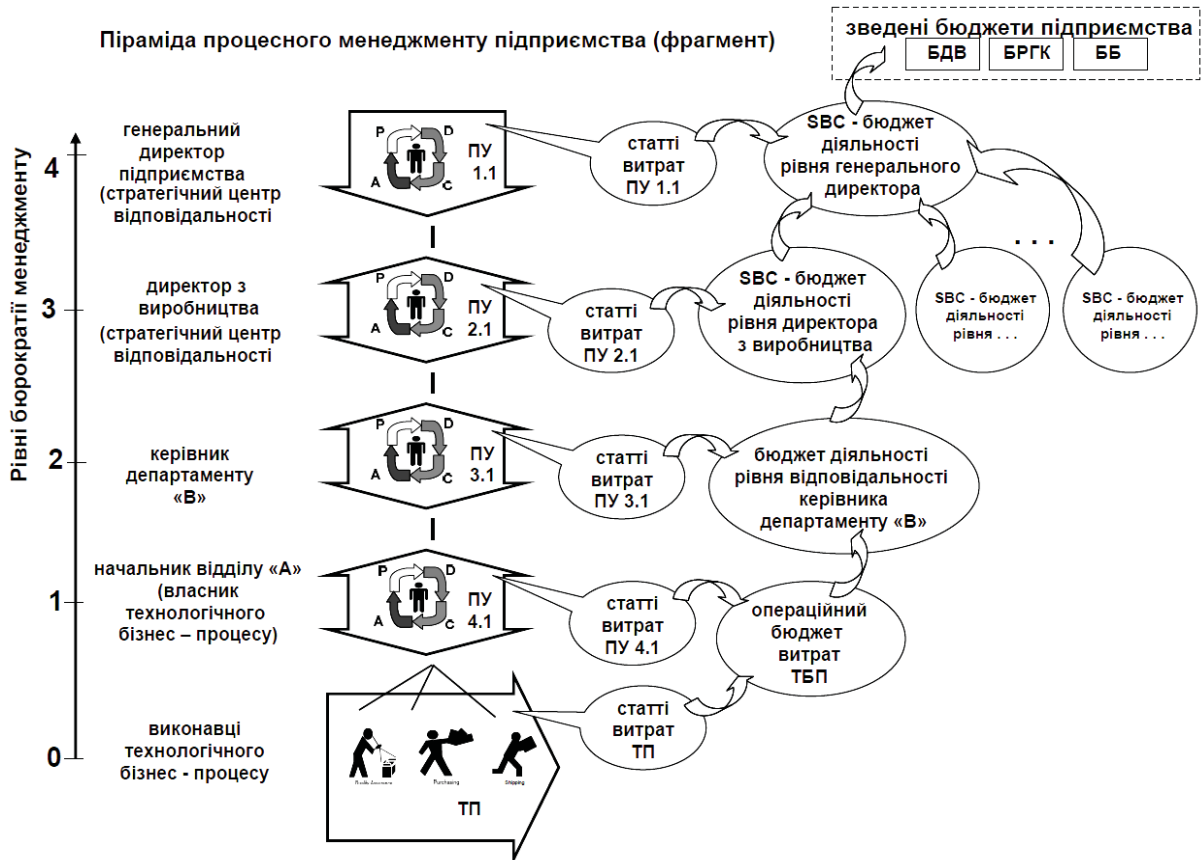 Піраміда процесного менеджменту підприємства (фрагмент)
зведені бюджети підприємства
БДВ
БРГК
ББ
Рівні бюрократії менеджменту
4
генеральний
директор
підприємства
(стратегічний центр
відповідальності
P
D
A
C
ПУ
1.1
статті
витрат
ПУ 1.1
SBC - бюджет
діяльності
рівня генерального
директора
3
директор з
виробництва
(стратегічний центр
відповідальності
P
D
A
C
ПУ
2.1
статті
витрат
ПУ 2.1
SBC - бюджет
діяльності
рівня директора
з виробництва
. . .
SBC - бюджет
діяльності
рівня . . .
SBC - бюджет
діяльності
рівня . . .
2
керівник
департаменту
«В»
P
D
A
C
ПУ
3.1
статті
витрат
ПУ 3.1
бюджет діяльності
рівня відповідальності
керівника
департаменту «В»
1
начальник відділу «А»
(власник
технологічного
бізнес – процесу)
P
D
A
C
ПУ
4.1
статті
витрат
ПУ 4.1
операційний
бюджет
витрат
ТБП
0
виконавці
технологічного
бізнес - процесу
Purchasing
Shipping
ТП
статті
витрат
ТП